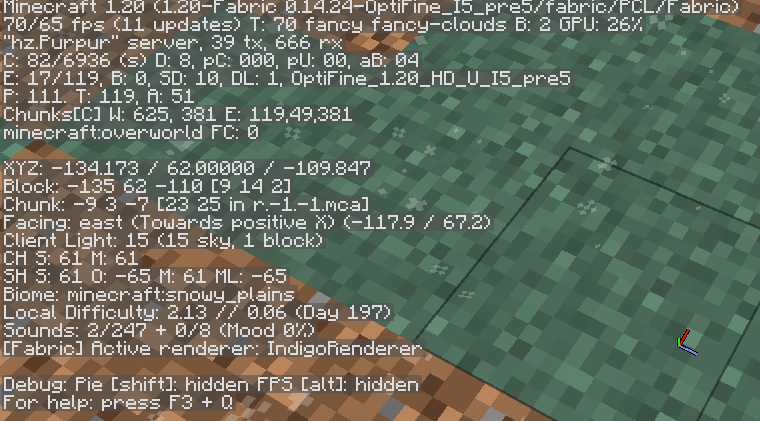 Minecraft 1.20 (1.20-Fabric 0.14.24-OptiFine_I5_pre5/fabric/PCL/Fabric)
70/65 fps (11 updates) T: 70 fancy fancy-clouds B: 2 GPU: 26%
"hz.Purpur" server, 39 tx, 666 rx
C: 82/6936 (s) D: 8, pC: 000, pU: 00, aB: 04
E: 17/119, B: 0, SD: 10, DL: 1, OptiFine_1.20_HD_U_I5_pre5
P: 111. T: 119, A: 51
Chunks[C] W: 625, 381 E: 119,49,381
minecraft:overworld FC: 0
XYZ: -134.173 / 62.00000 / -109.847
Block: -135 62 -110 [9 14 2]
Chunk: -9 3 -7 [23 25 in r.-1.-1.mca]
Facing: east (Towards positive X) (-117.9 / 67.2)
Client Light: 15 (15 sky, 1 block)
CH S: 61 M: 61
SH S: 61 O: -65 M: 61 ML: -65
Biome: minecraft:snowy_plains
Local Difficulty: 2.13 // 0.06 (Day 197)
Sounds: 2/247 + 0/8 (Mood 0%)
[Fabric] Active renderer: IndigoRenderer
Debug: Pie [shift]: hidden FPS [alt]: hidden
For help: press F3 + Q